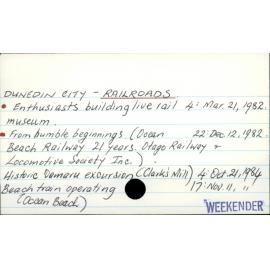 DUNEDIN CITY - RAILROADS.
• Enthusiasts building live rail 4: Mar. 21, 1982.
museum.
• From humble beginnings (Ocean 22: Dec. 12, 1982.
Beach Railway 21 years. Otago Railway &
Locomotive Society Inc.).
Historic Oamaru excursion (Clark's Mill) 4: Oct. 21, 1984
Beach train operating 17: Nov. 11, "
(Ocean Beach)
WEEKENDER